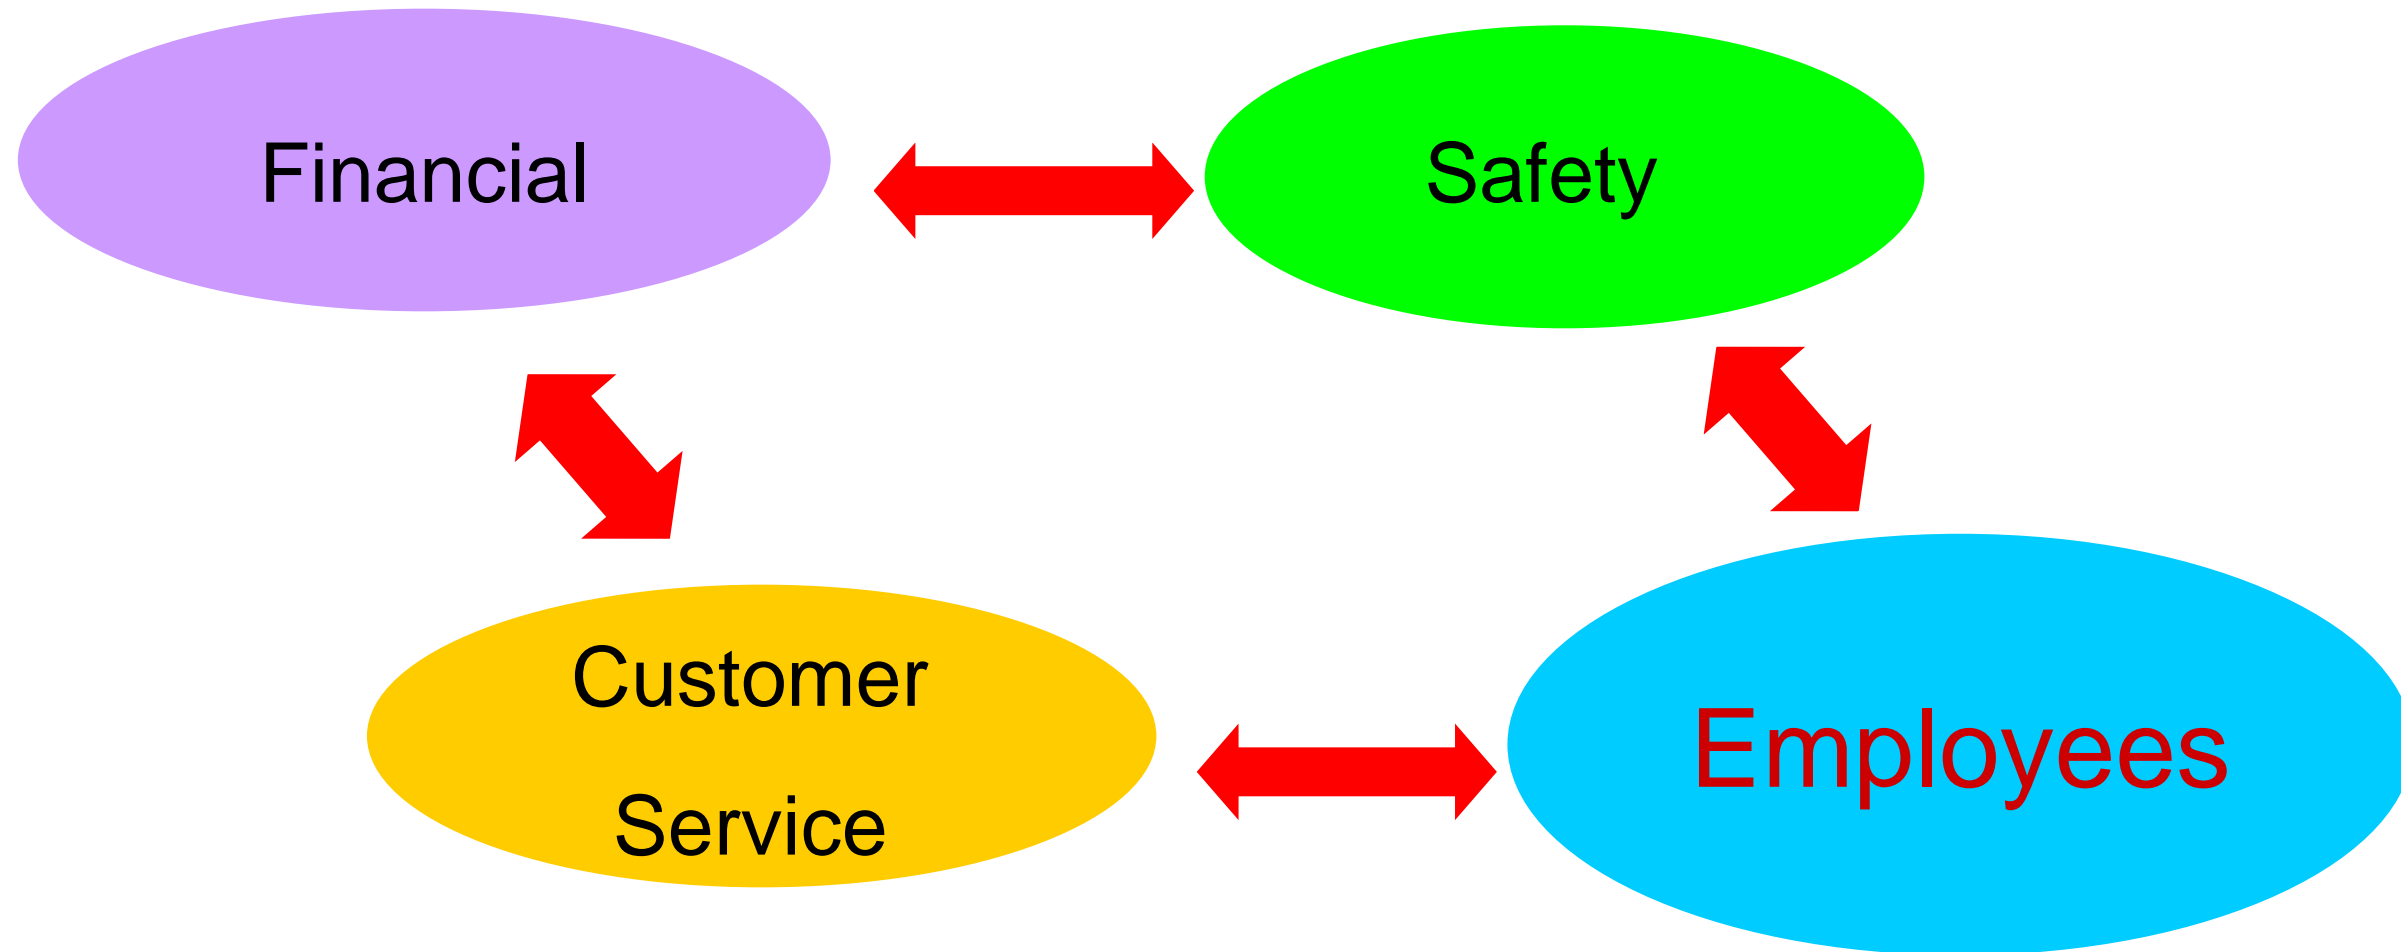 Financial
Safety
Customer
Service
Employees